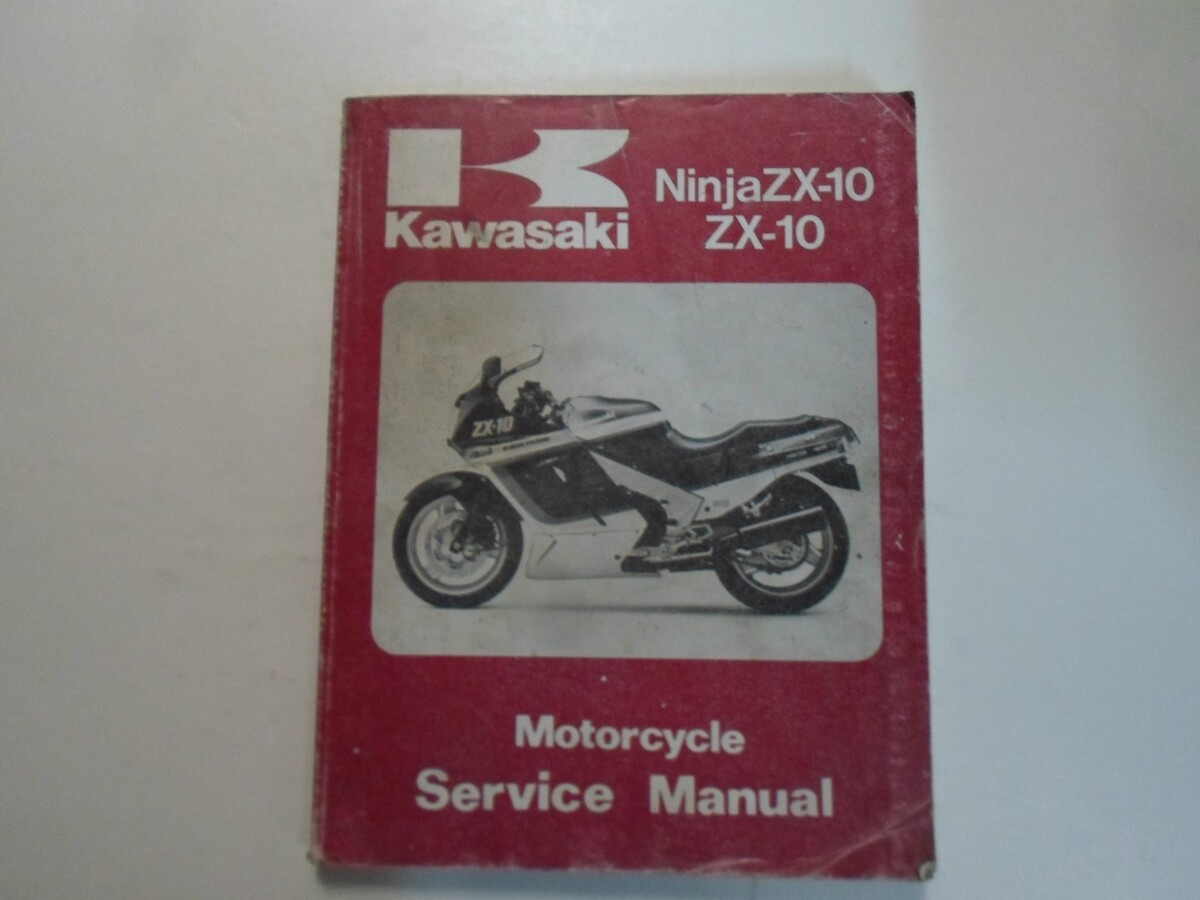 NinjaZX-10
Kawasaki
ZX-10
ZX-10
Motorcycle
Service Manual